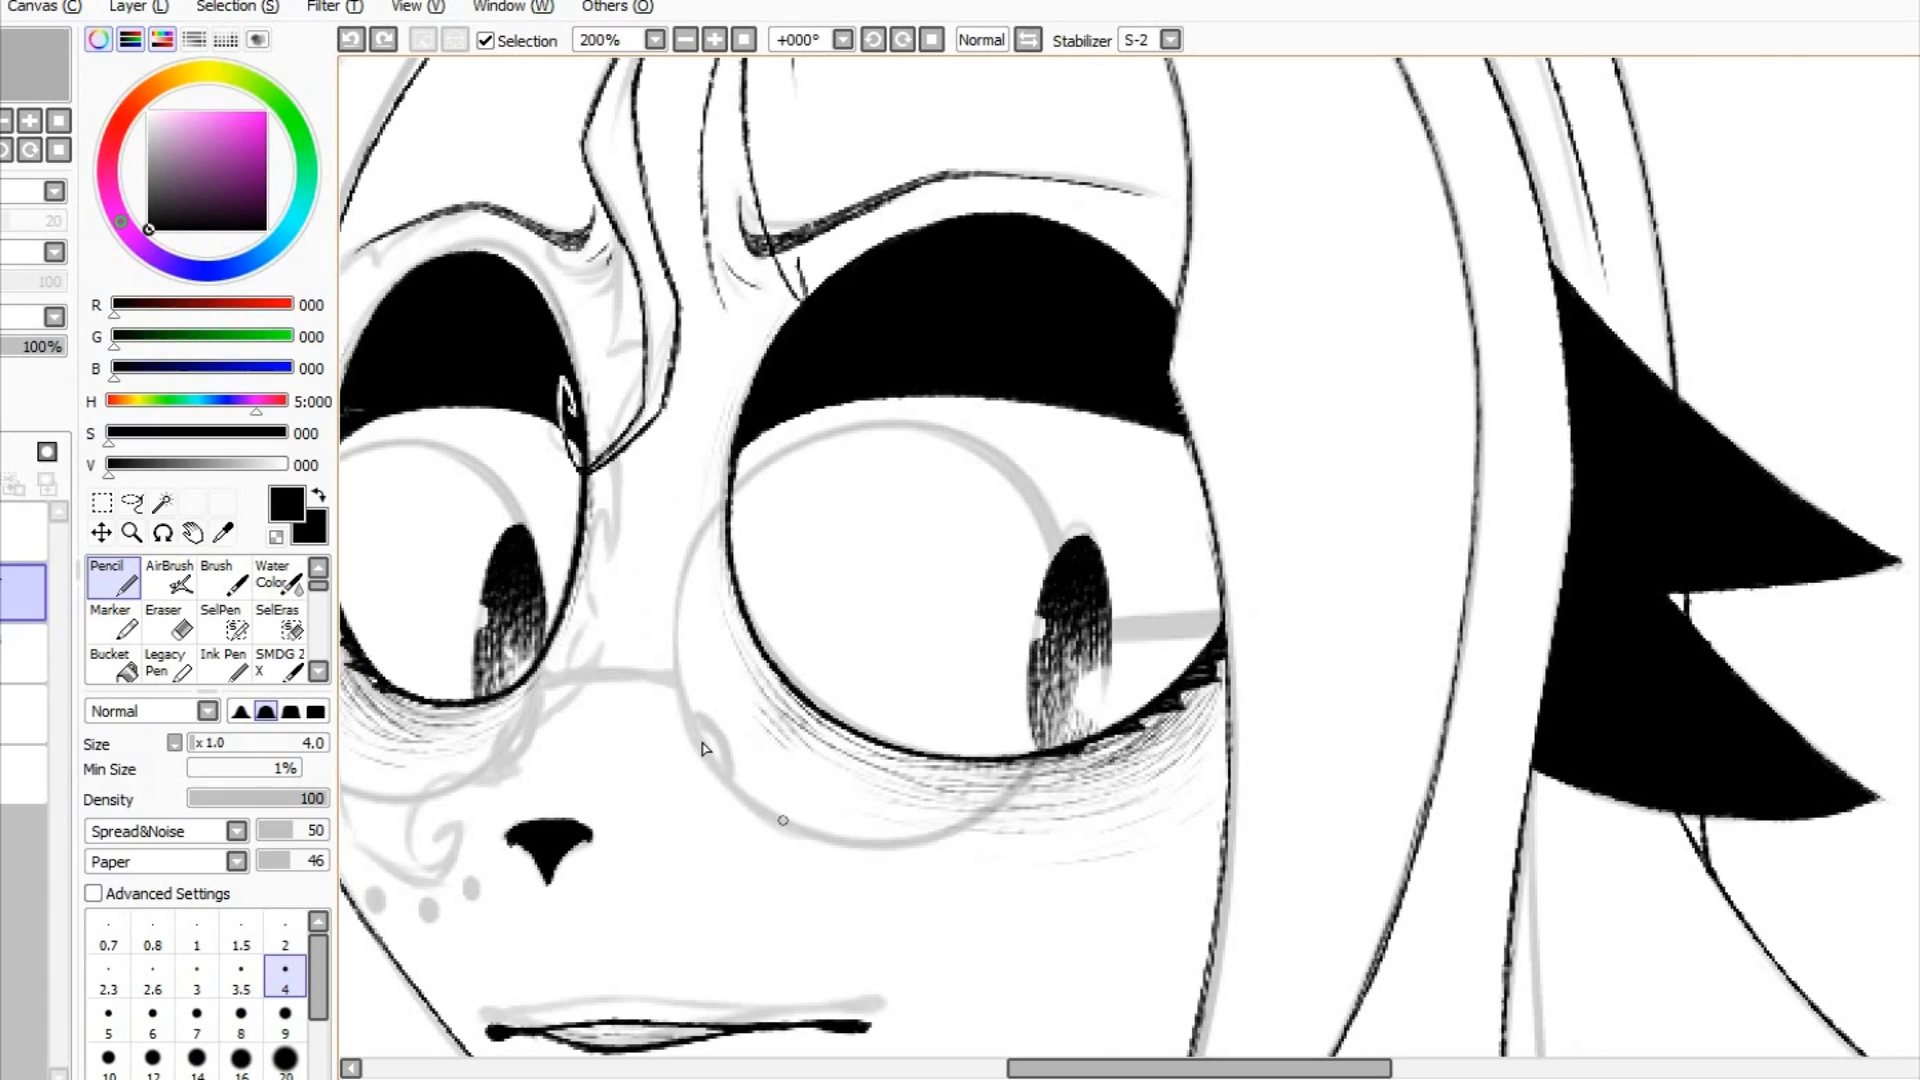 Canvas (C) Layer (L) Selection (S) Filter (T) View (V) Window (W) Others (O)
Selection 200% +000° Normal Stabilizer S-2
20
100
100%
R 000
G 000
B 000
H 5:000
S 000
V 000
Pencil AirBrush Brush Water Color
Marker Eraser SelPen SelEras
Bucket Legacy Pen Ink Pen SMDG 2 X
Normal
Size x 1.0 4.0
Min Size 1%
Density 100
Spread&Noise 50
Paper 46
Advanced Settings
0.7 0.8 1 1.5 2
2.3 2.6 3 3.5 4
5 6 7 8 9
10 12 14 16 20